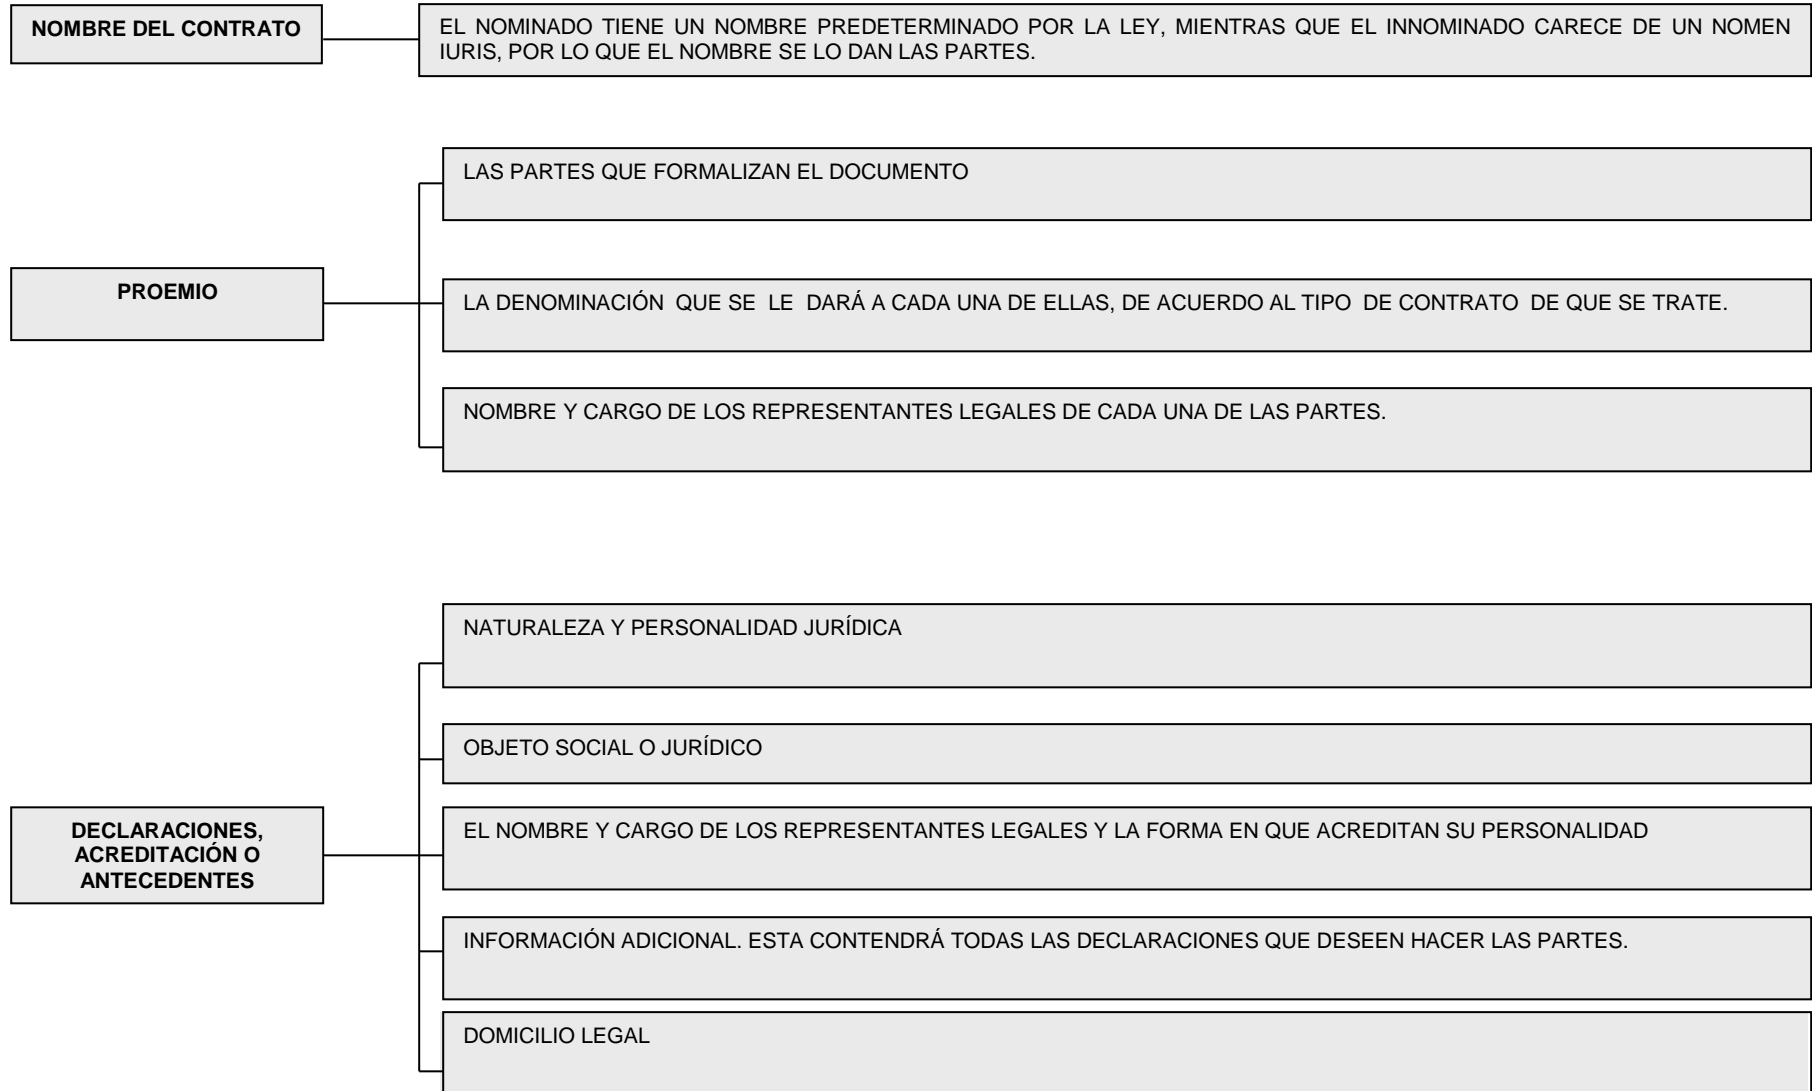 NOMBRE DEL CONTRATO
EL NOMINADO TIENE UN NOMBRE PREDETERMINADO POR LA LEY, MIENTRAS QUE EL INNOMINADO CARECE DE UN NOMEN
IURIS, POR LO QUE EL NOMBRE SE LO DAN LAS PARTES.
PROEMIO
LAS PARTES QUE FORMALIZAN EL DOCUMENTO
LA DENOMINACIÓN QUE SE LE DARÁ A CADA UNA DE ELLAS, DE ACUERDO AL TIPO DE CONTRATO DE QUE SE TRATE.
NOMBRE Y CARGO DE LOS REPRESENTANTES LEGALES DE CADA UNA DE LAS PARTES.
DECLARACIONES,
ACREDITACIÓN O
ANTECEDENTES
NATURALEZA Y PERSONALIDAD JURÍDICA
OBJETO SOCIAL O JURÍDICO
EL NOMBRE Y CARGO DE LOS REPRESENTANTES LEGALES Y LA FORMA EN QUE ACREDITAN SU PERSONALIDAD
INFORMACIÓN ADICIONAL. ESTA CONTENDRÁ TODAS LAS DECLARACIONES QUE DESEEN HACER LAS PARTES.
DOMICILIO LEGAL